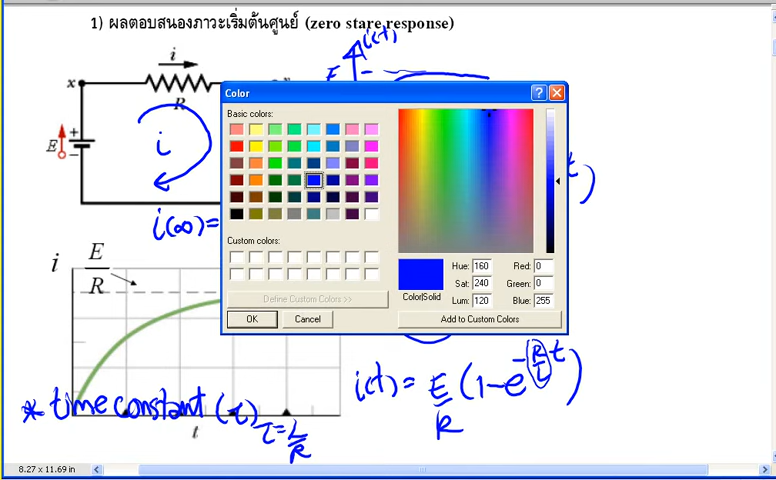 1) ผลตอบสนองภาวะเริ่มต้นศูนย์ (zero stare response)
i(t)
i
x
R
E
+
i
i(∞)=
t)
Color
Basic colors:
Custom colors:
Define Custom Colors >>
OK
Cancel
Color|Solid
Hue: 160
Sat: 240
Lum: 120
Red: 0
Green: 0
Blue: 255
Add to Custom Colors
i
E
R
t
* time constant (τ)
τ = L/R
i(t) = E/R (1-e^-(R/L)t)
8.27 x 11.69 in